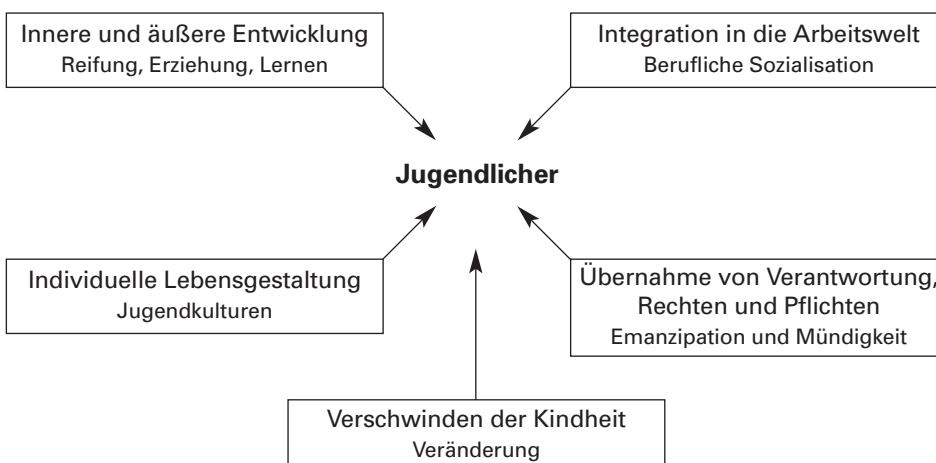 Innere und äußere Entwicklung
Reifung, Erziehung, Lernen
Integration in die Arbeitswelt
Berufliche Sozialisation
Jugendlicher
Individuelle Lebensgestaltung
Jugendkulturen
Übernahme von Verantwortung,
Rechten und Pflichten
Emanzipation und Mündigkeit
Verschwinden der Kindheit
Veränderung